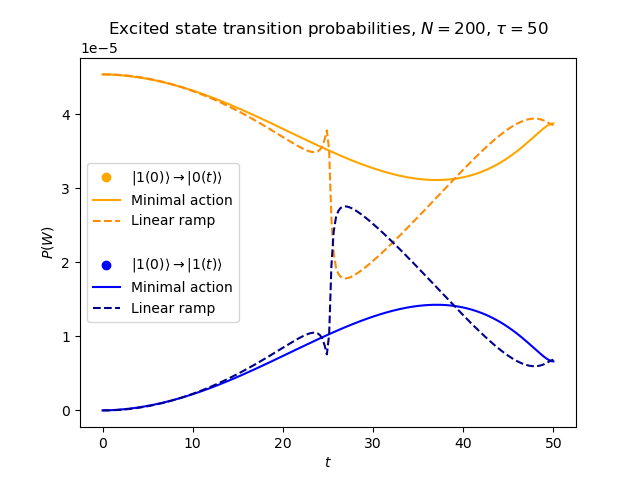 Excited state transition probabilities, N = 200, τ = 50
1e−5
4
3
2
1
0
P(W)
|1(0)⟩ → |0(t)⟩
Minimal action
Linear ramp
|1(0)⟩ → |1(t)⟩
Minimal action
Linear ramp
0 10 20 30 40 50
t